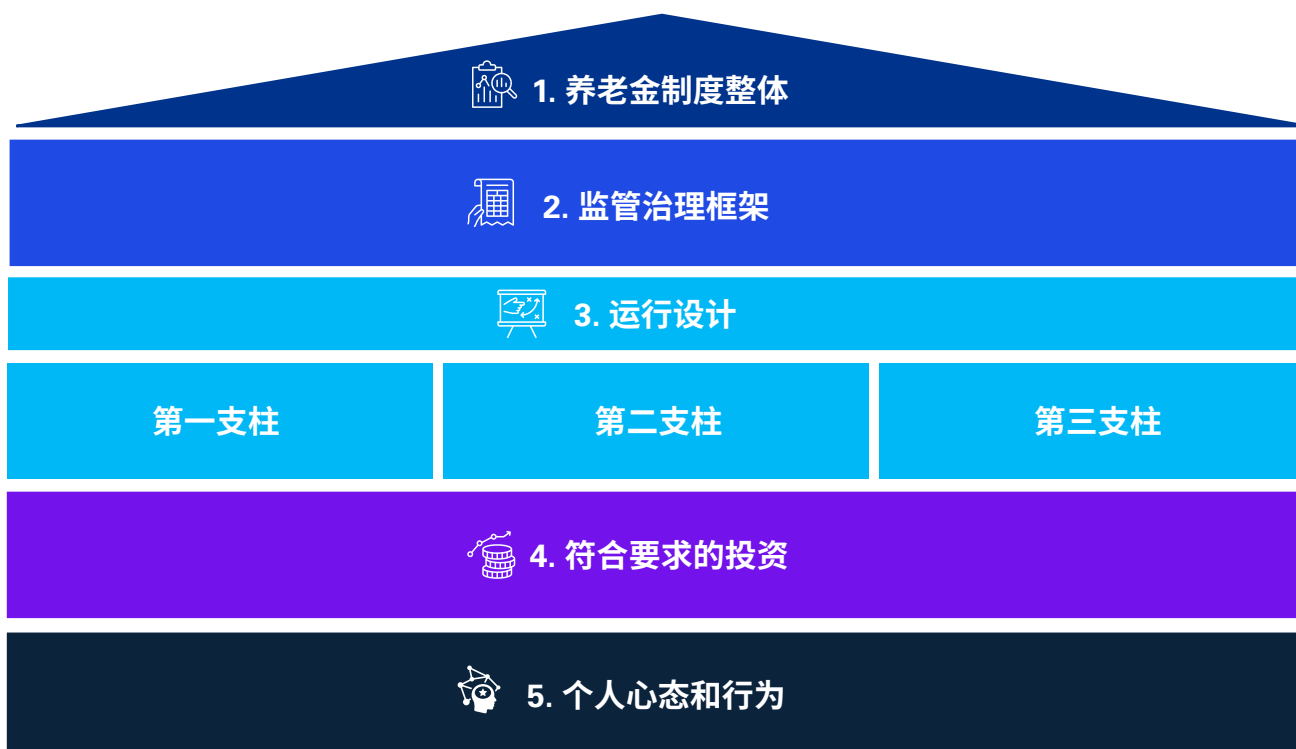 1. 养老金制度整体
2. 监管治理框架
3. 运行设计
第一支柱
第二支柱
第三支柱
4. 符合要求的投资
5. 个人心态和行为